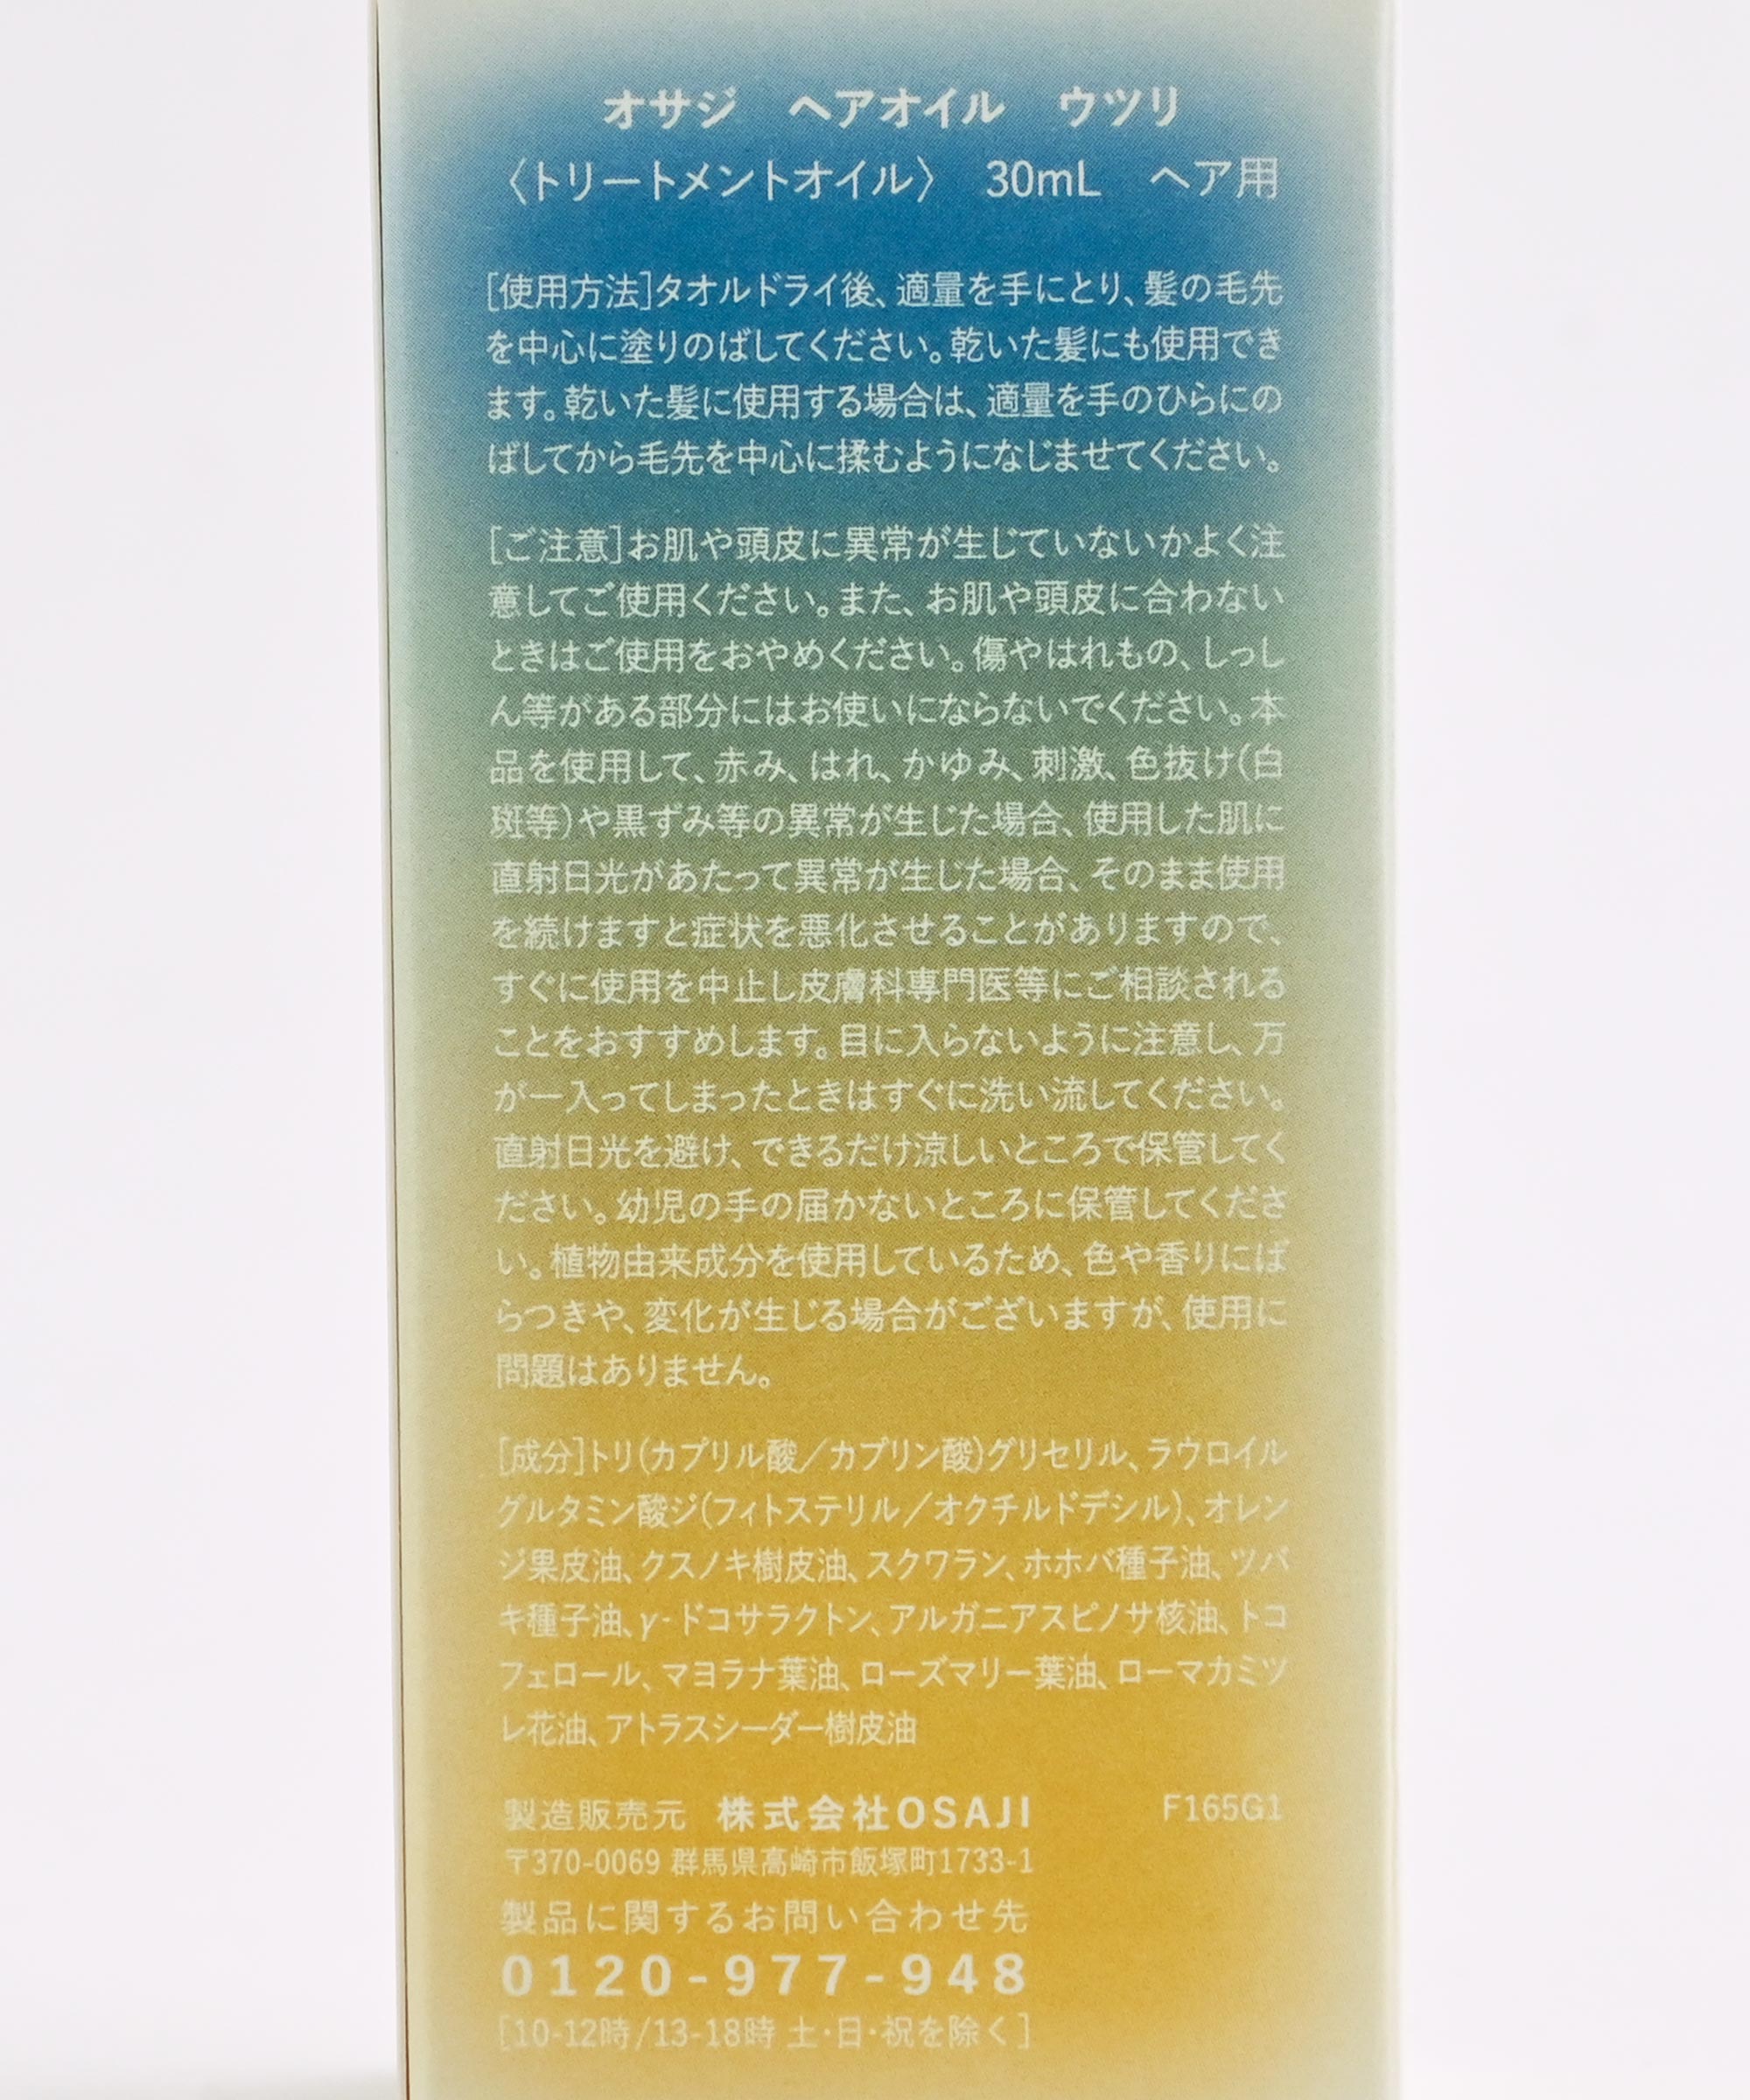 オサジ　ヘアオイル　ウツリ
〈トリートメントオイル〉　30mL　ヘア用
[使用方法]タオルドライ後、適量を手にとり、髪の毛先
を中心に塗りのばしてください。乾いた髪にも使用でき
ます。乾いた髪に使用する場合は、適量を手のひらにの
ばしてから毛先を中心に揉むようになじませてください。
[ご注意]お肌や頭皮に異常が生じていないかよく注
意してご使用ください。また、お肌や頭皮に合わない
ときはご使用をおやめください。傷やはれもの、しっし
ん等がある部分にはお使いにならないでください。本
品を使用して、赤み、はれ、かゆみ、刺激、色抜け(白
斑等)や黒ずみ等の異常が生じた場合、使用した肌に
直射日光があたって異常が生じた場合、そのまま使用
を続けますと症状を悪化させることがありますので、
すぐに使用を中止し皮膚科専門医等にご相談される
ことをおすすめします。目に入らないように注意し、万
が一入ってしまったときはすぐに洗い流してください。
直射日光を避け、できるだけ涼しいところで保管してく
ださい。幼児の手の届かないところに保管してくださ
い。植物由来成分を使用しているため、色や香りにば
らつきや、変化が生じる場合がございますが、使用に
問題はありません。
[成分]トリ(カプリル酸／カプリン酸)グリセリル、ラウロイル
グルタミン酸ジ(フィトステリル／オクチルドデシル)、オレン
ジ果皮油、クスノキ樹皮油、スクワラン、ホホバ種子油、ツバ
キ種子油、γ-ドコサラクトン、アルガニアスピノサ核油、トコ
フェロール、マヨラナ葉油、ローズマリー葉油、ローマカミツ
レ花油、アトラスシーダー樹皮油
製造販売元　株式会社OSAJI　F165G1
〒370-0069 群馬県高崎市飯塚町1733-1
製品に関するお問い合わせ先
0120-977-948
[10-12時/13-18時 土・日・祝を除く]